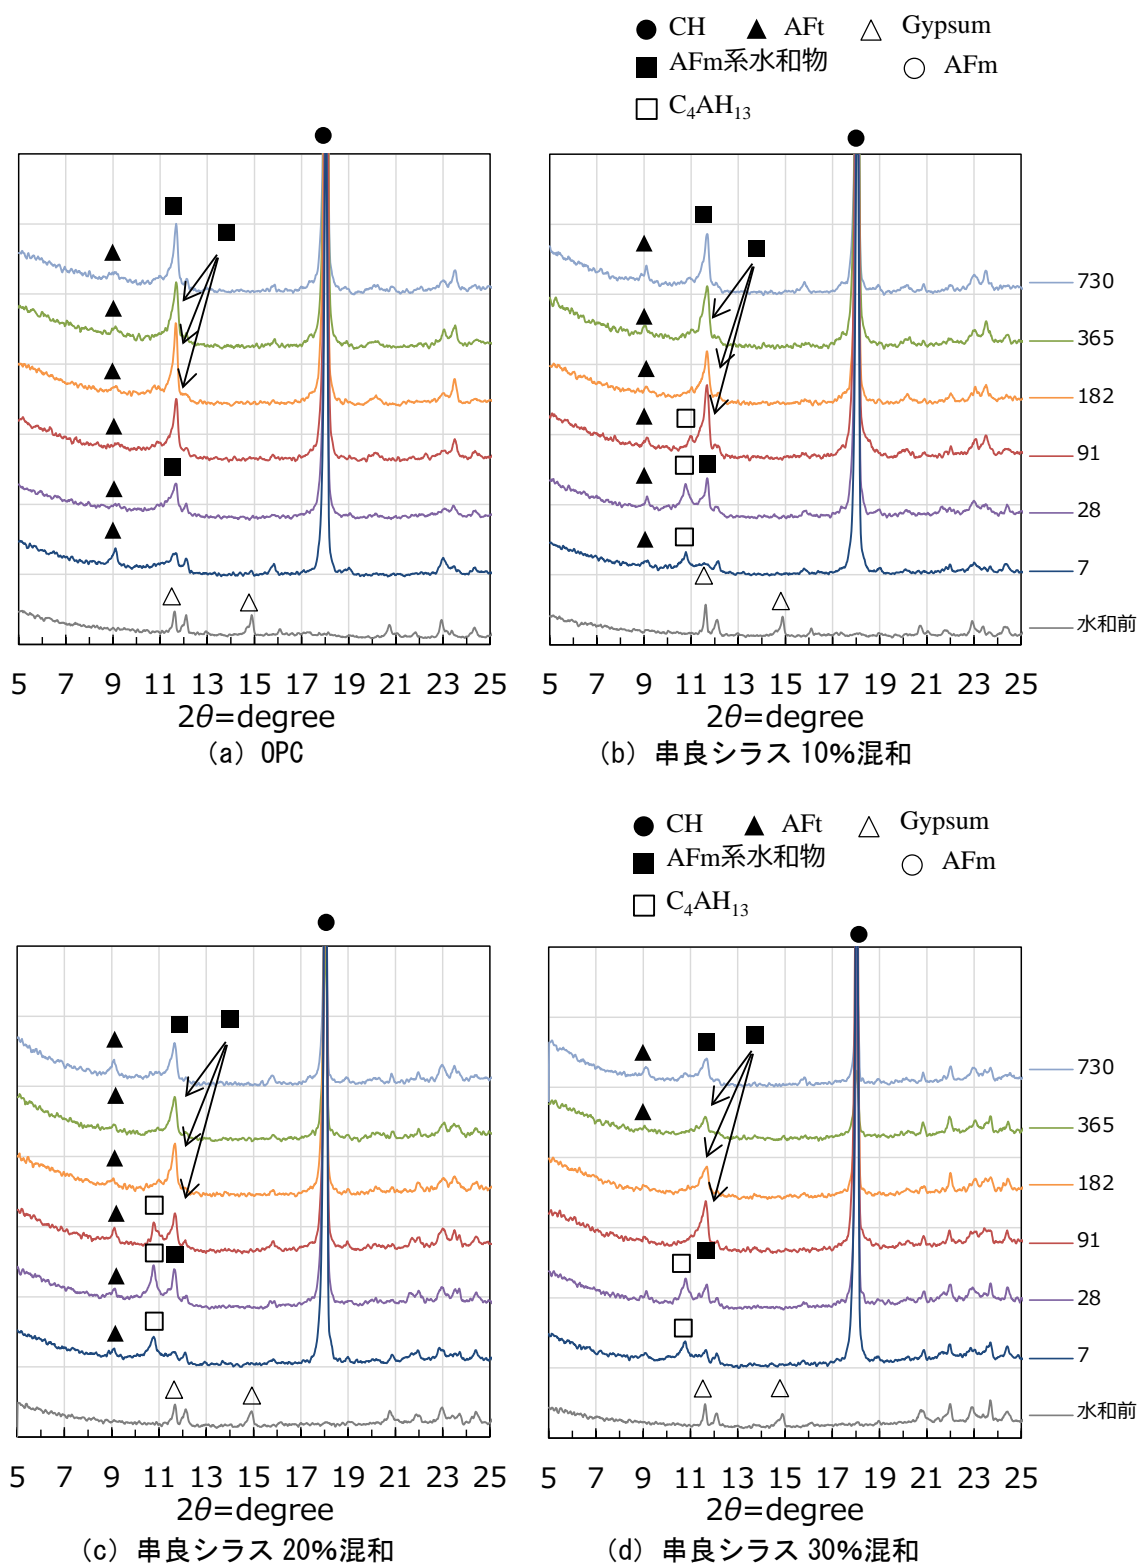 ● CH ▲ AFt △ Gypsum
■ AFm系水和物 ○ AFm
□ C₄AH₁₃
730
365
182
91
28
7
水和前
5 7 9 11 13 15 17 19 21 23 25
2θ=degree
(a) OPC
5 7 9 11 13 15 17 19 21 23 25
2θ=degree
(b) 串良シラス 10%混和
● CH ▲ AFt △ Gypsum
■ AFm系水和物 ○ AFm
□ C₄AH₁₃
730
365
182
91
28
7
水和前
5 7 9 11 13 15 17 19 21 23 25
2θ=degree
(c) 串良シラス 20%混和
5 7 9 11 13 15 17 19 21 23 25
2θ=degree
(d) 串良シラス 30%混和